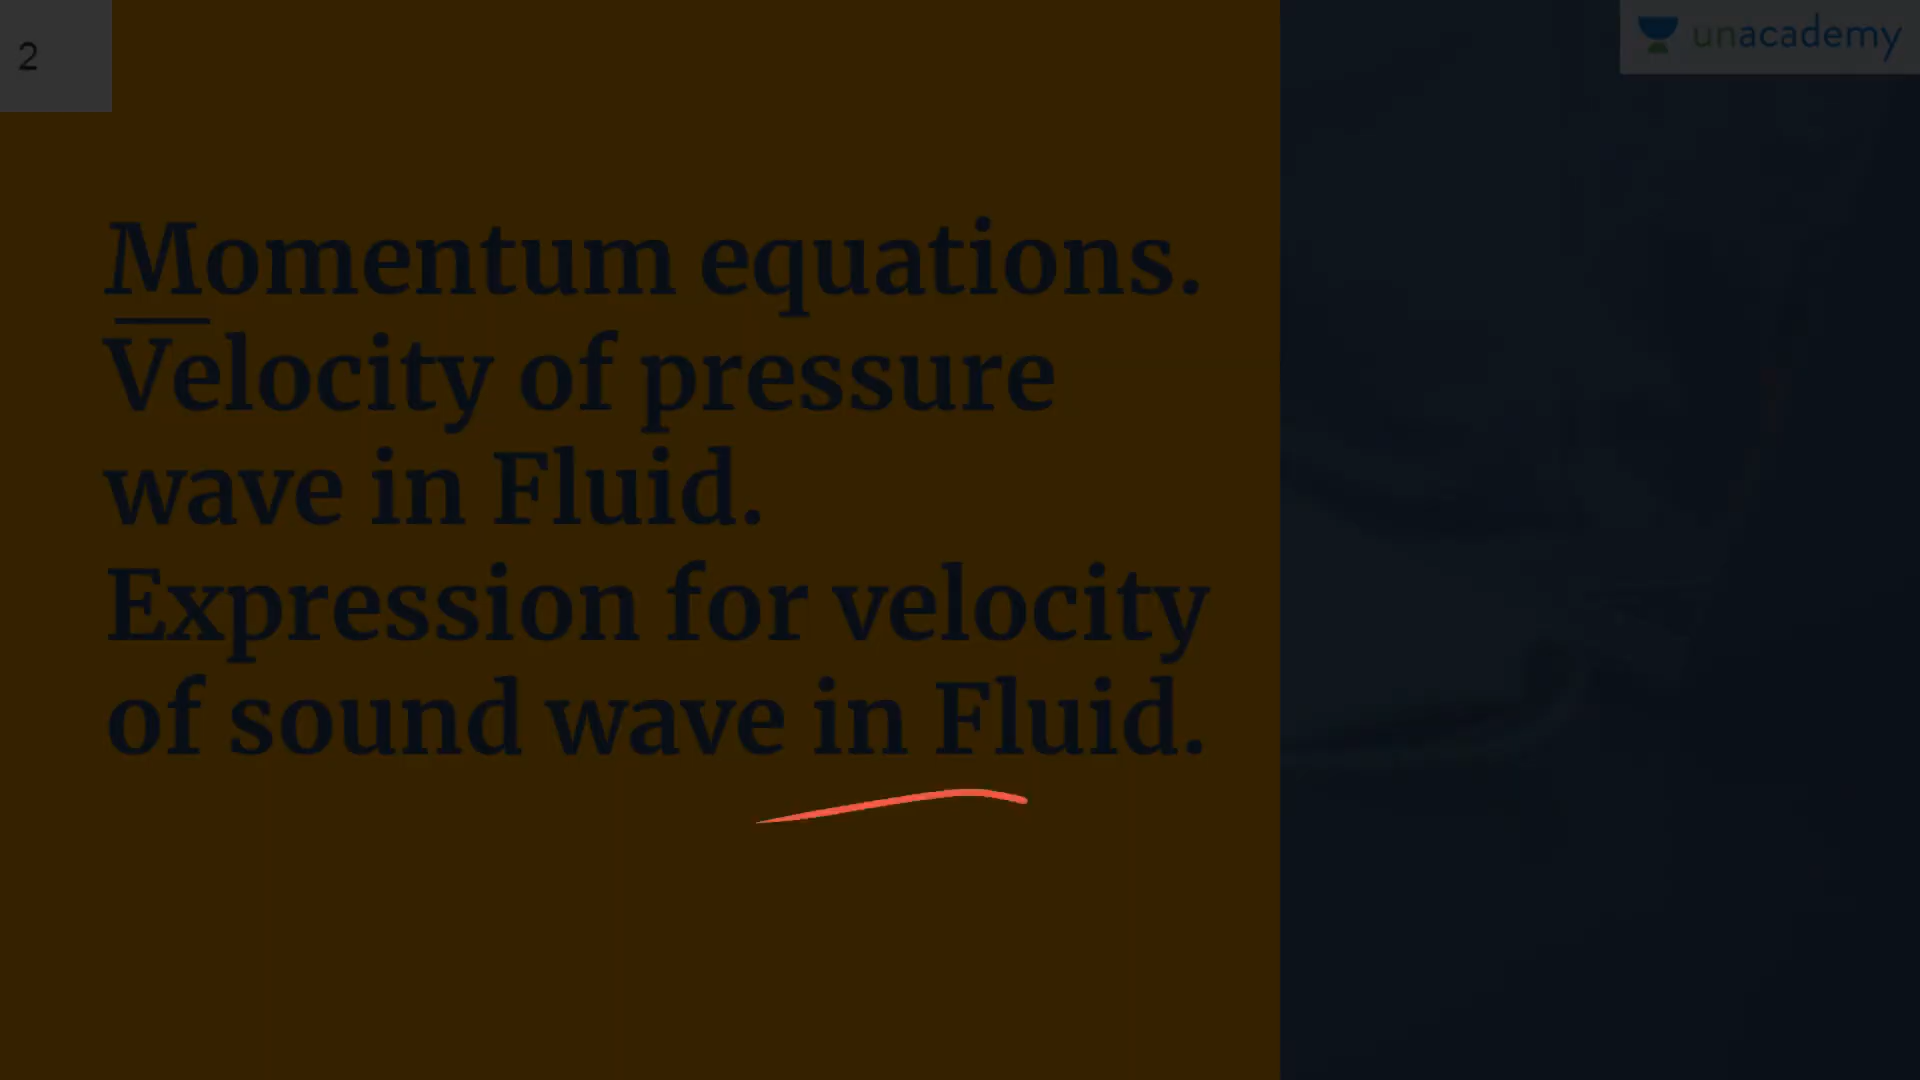 2
unacademy
Momentum equations.
Velocity of pressure
wave in Fluid.
Expression for velocity
of sound wave in Fluid.